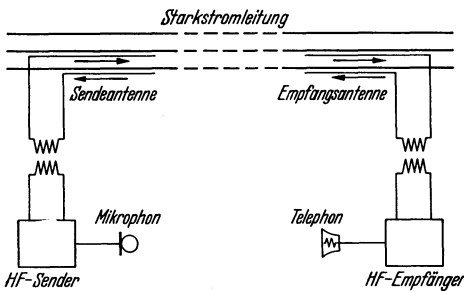 Starkstromleitung
Sendeantenne
Empfangsantenne
Mikrophon
Telephon
HF-Sender
HF-Empfänger